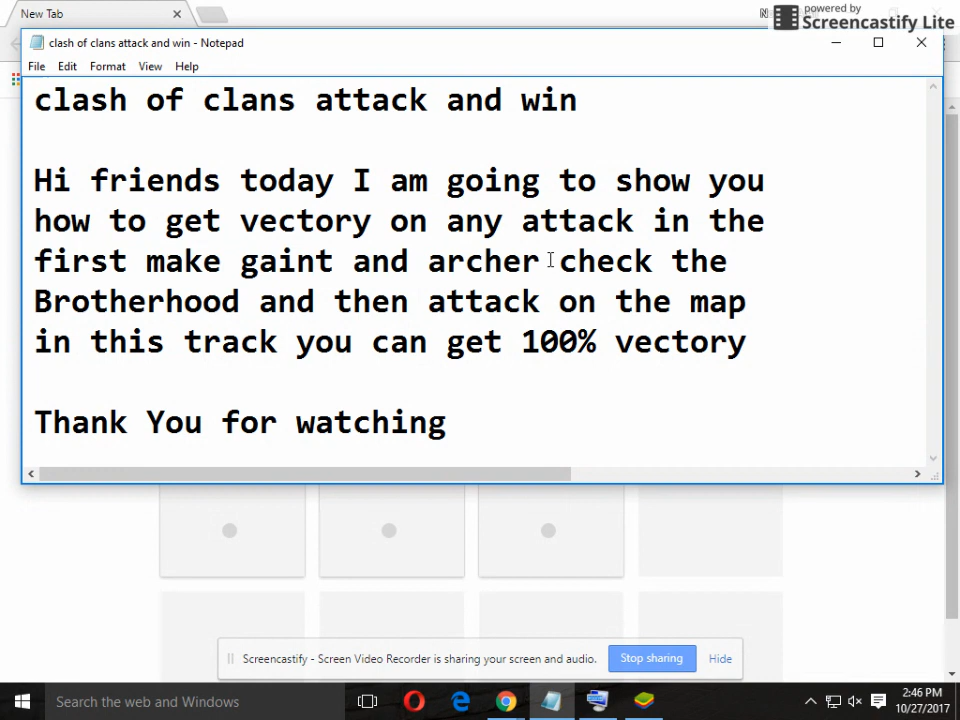 New Tab
powered by
Screencastify Lite
clash of clans attack and win - Notepad
File Edit Format View Help
clash of clans attack and win
Hi friends today I am going to show you
how to get vectory on any attack in the
first make gaint and archer check the
Brotherhood and then attack on the map
in this track you can get 100% vectory
Thank You for watching
Screencastify - Screen Video Recorder is sharing your screen and audio. Stop sharing Hide
Search the web and Windows
2:46 PM
10/27/2017